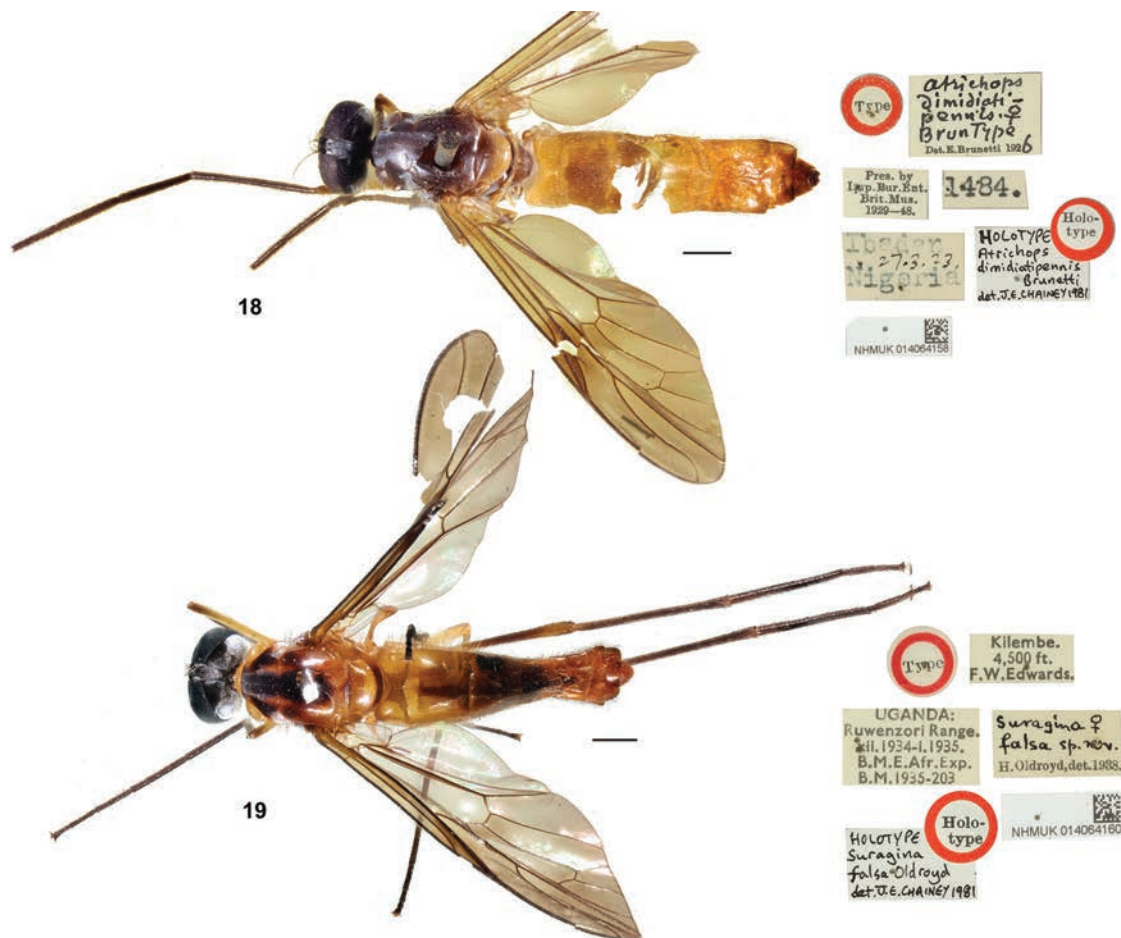 Type
atrichops
dimidiati-
pennis. ♀
Brun Type
Det. E. Brunetti 1926
Pres. by
Imp. Bur. Ent.
Brit. Mus.
1929—48.
1484.
Ibadan
27.3.23.
Nigeria
Holo-
type
HOLOTYPE
Atrichops
dimidiatipennis
Brunetti
det. J.E. CHAINEY 1981
NHMUK 014064158
18
Type
Kilembe.
4,500 ft.
F.W. Edwards.
UGANDA:
Ruwenzori Range.
xii.1934-i.1935.
B.M.E.Afr.Exp.
B.M.1935-203
Suragina ♀
falsa sp. nov.
H. Oldroyd, det. 1938.
Holo-
type
HOLOTYPE
Suragina
falsa Oldroyd
det. J.E. CHAINEY 1981
NHMUK 014064160
19